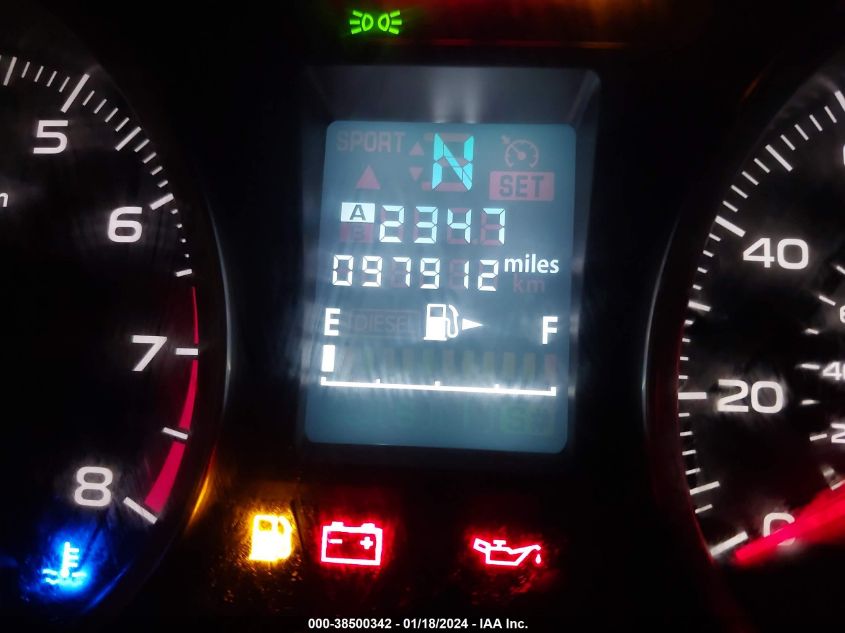 5
SPORT
N
SET
6
A 2347
B
40
097912 miles
km
E DIESEL F
7
20
8
0
000-38500342 - 01/18/2024 - IAA Inc.